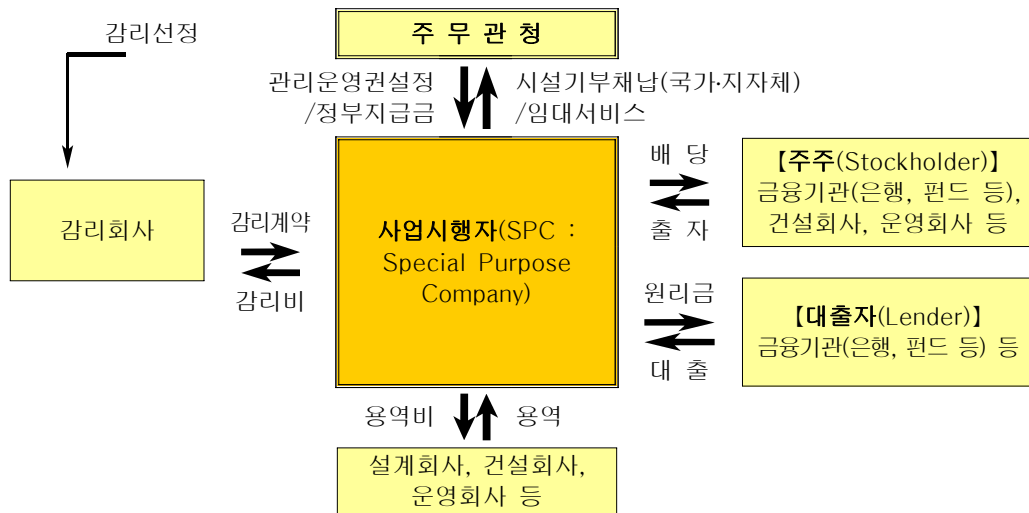 감리선정
주 무 관 청
관리운영권설정
/정부지급금
시설기부채납(국가·지자체)
/임대서비스
감리회사
감리계약
감리비
사업시행자(SPC :
Special Purpose
Company)
배 당
출 자
【주주(Stockholder)】
금융기관(은행, 펀드 등),
건설회사, 운영회사 등
원리금
대 출
【대출자(Lender)】
금융기관(은행, 펀드 등) 등
용역비
용역
설계회사, 건설회사,
운영회사 등